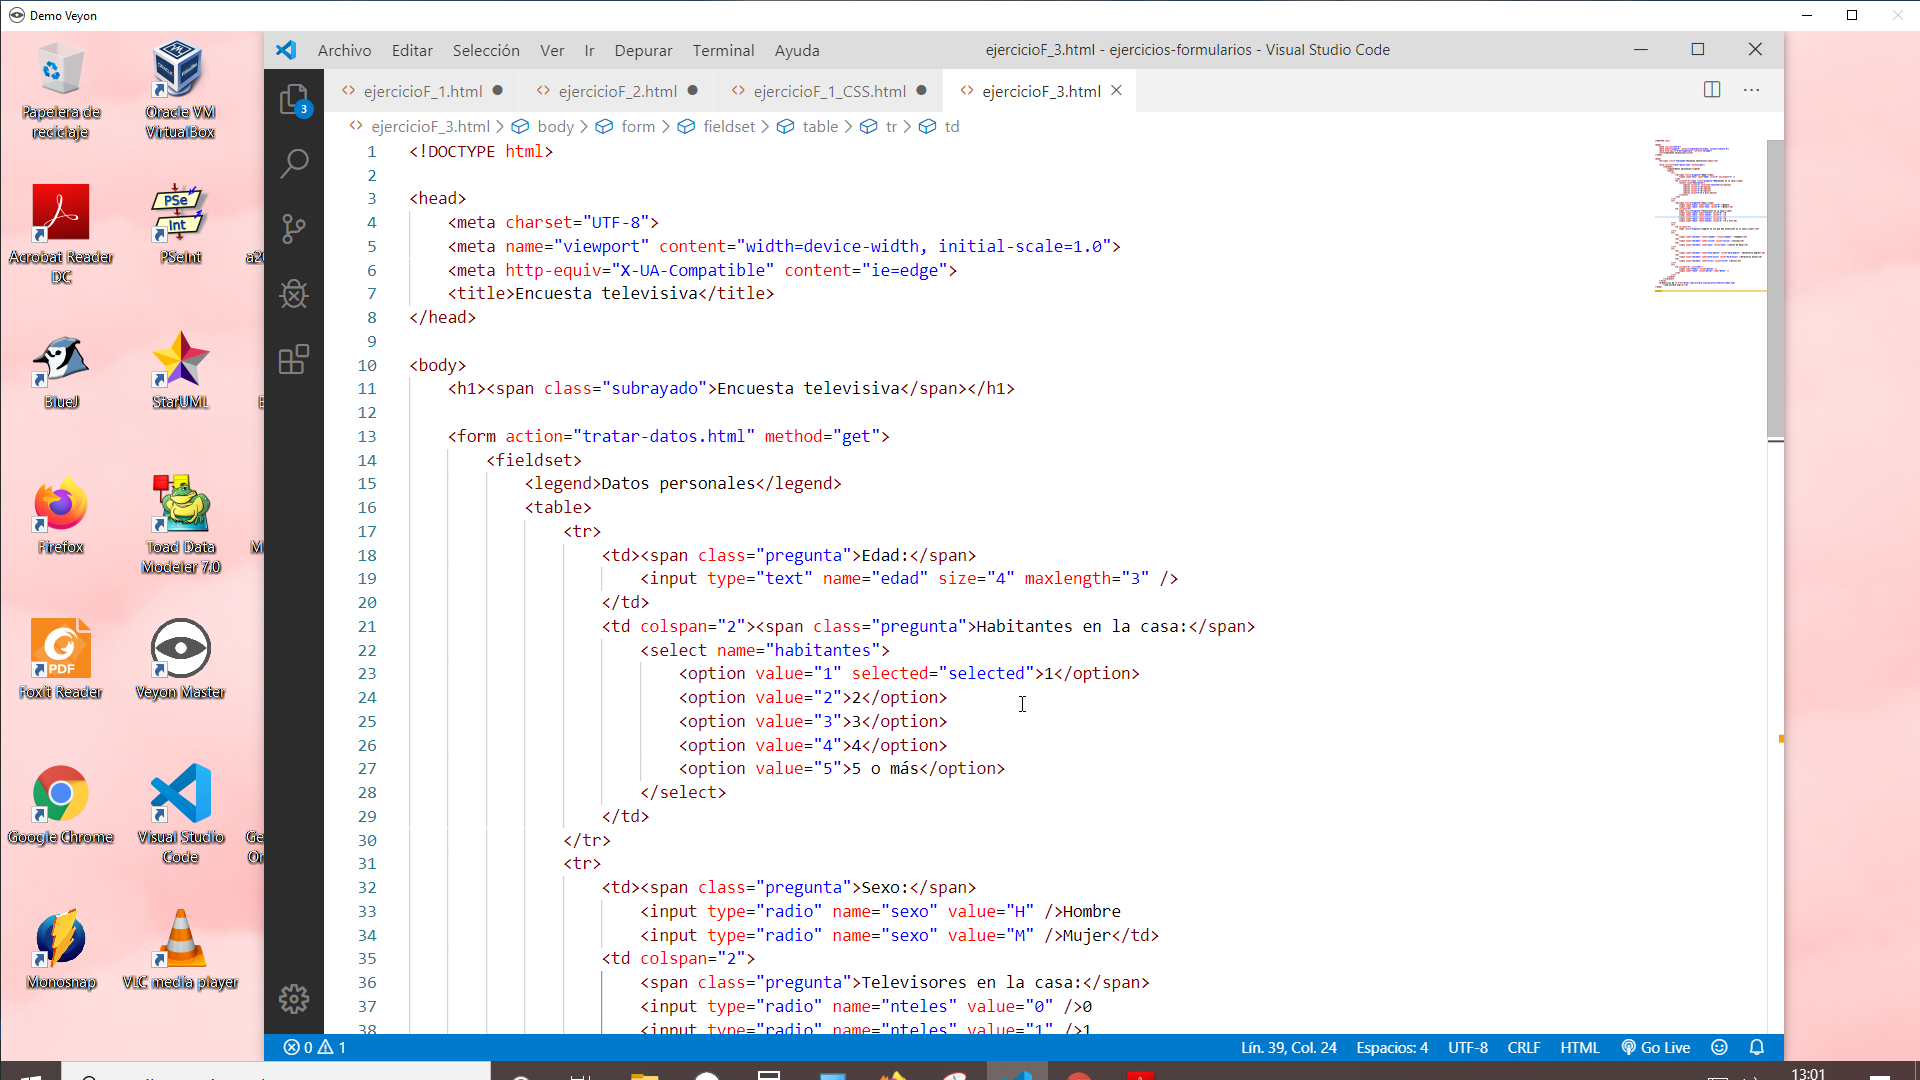 Demo Veyon
Papelera de reciclaje
Oracle VM VirtualBox
Acrobat Reader DC
PSeInt
BlueJ
StarUML
Firefox
Toad Data Modeler 7.0
Foxit Reader
Veyon Master
Google Chrome
Visual Studio Code
Monosnap
VLC media player
Archivo Editar Selección Ver Ir Depurar Terminal Ayuda
ejercicioF_3.html - ejercicios-formularios - Visual Studio Code
ejercicioF_1.html ejercicioF_2.html ejercicioF_1_CSS.html ejercicioF_3.html
ejercicioF_3.html > body > form > fieldset > table > tr > td
3
1 <!DOCTYPE html>
2
3 <head>
4 <meta charset="UTF-8">
5 <meta name="viewport" content="width=device-width, initial-scale=1.0">
6 <meta http-equiv="X-UA-Compatible" content="ie=edge">
7 <title>Encuesta televisiva</title>
8 </head>
9
10 <body>
11 <h1><span class="subrayado">Encuesta televisiva</span></h1>
12
13 <form action="tratar-datos.html" method="get">
14 <fieldset>
15 <legend>Datos personales</legend>
16 <table>
17 <tr>
18 <td><span class="pregunta">Edad:</span>
19 <input type="text" name="edad" size="4" maxlength="3" />
20 </td>
21 <td colspan="2"><span class="pregunta">Habitantes en la casa:</span>
22 <select name="habitantes">
23 <option value="1" selected="selected">1</option>
24 <option value="2">2</option>
25 <option value="3">3</option>
26 <option value="4">4</option>
27 <option value="5">5 o más</option>
28 </select>
29 </td>
30 </tr>
31 <tr>
32 <td><span class="pregunta">Sexo:</span>
33 <input type="radio" name="sexo" value="H" />Hombre
34 <input type="radio" name="sexo" value="M" />Mujer</td>
35 <td colspan="2">
36 <span class="pregunta">Televisores en la casa:</span>
37 <input type="radio" name="nteles" value="0" />0
38 <input type="radio" name="nteles" value="1" />1
0 1
Lín. 39, Col. 24 Espacios: 4 UTF-8 CRLF HTML Go Live
13:01